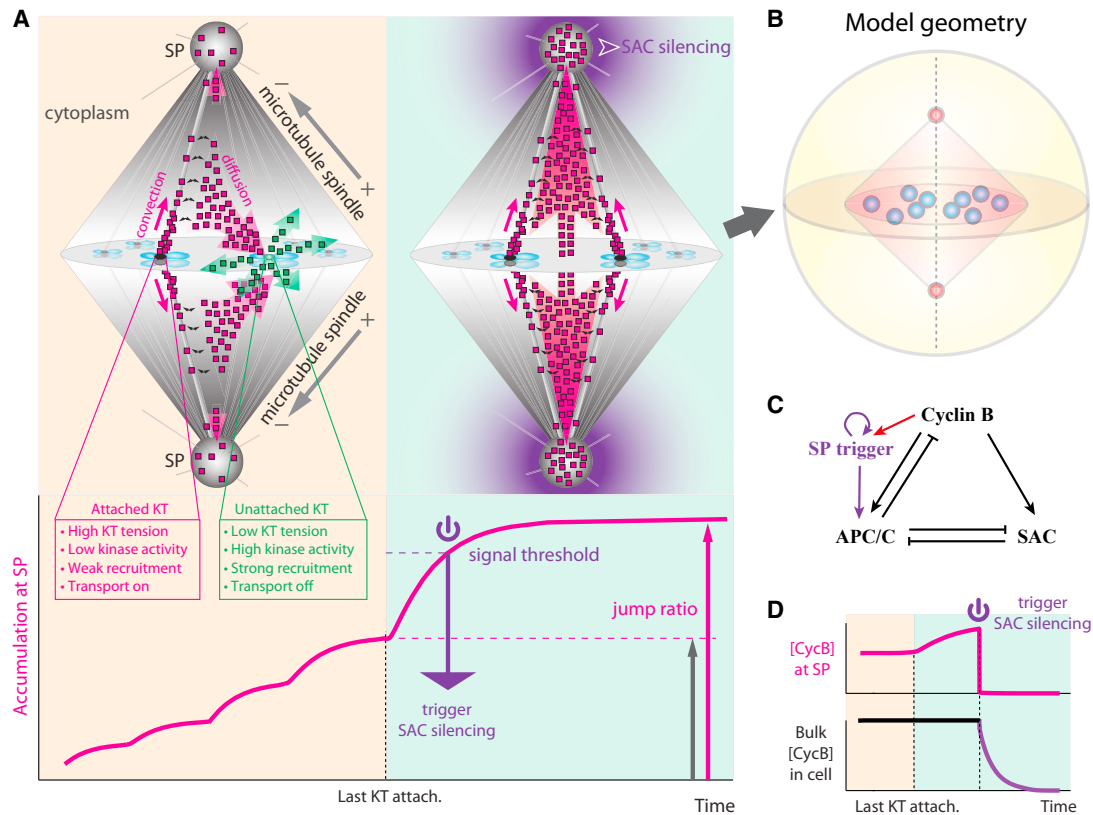 A
SP
SAC silencing
cytoplasm
−
microtubule spindle
+
convection
diffusion
+
microtubule spindle
−
SP
Attached KT
• High KT tension
• Low kinase activity
• Weak recruitment
• Transport on
Unattached KT
• Low KT tension
• High kinase activity
• Strong recruitment
• Transport off
Accumulation at SP
signal threshold
jump ratio
trigger
SAC silencing
Last KT attach.
Time
B
Model geometry
C
Cyclin B
SP trigger
APC/C
SAC
D
trigger
SAC silencing
[CycB]
at SP
Bulk
[CycB]
in cell
Last KT attach.
Time